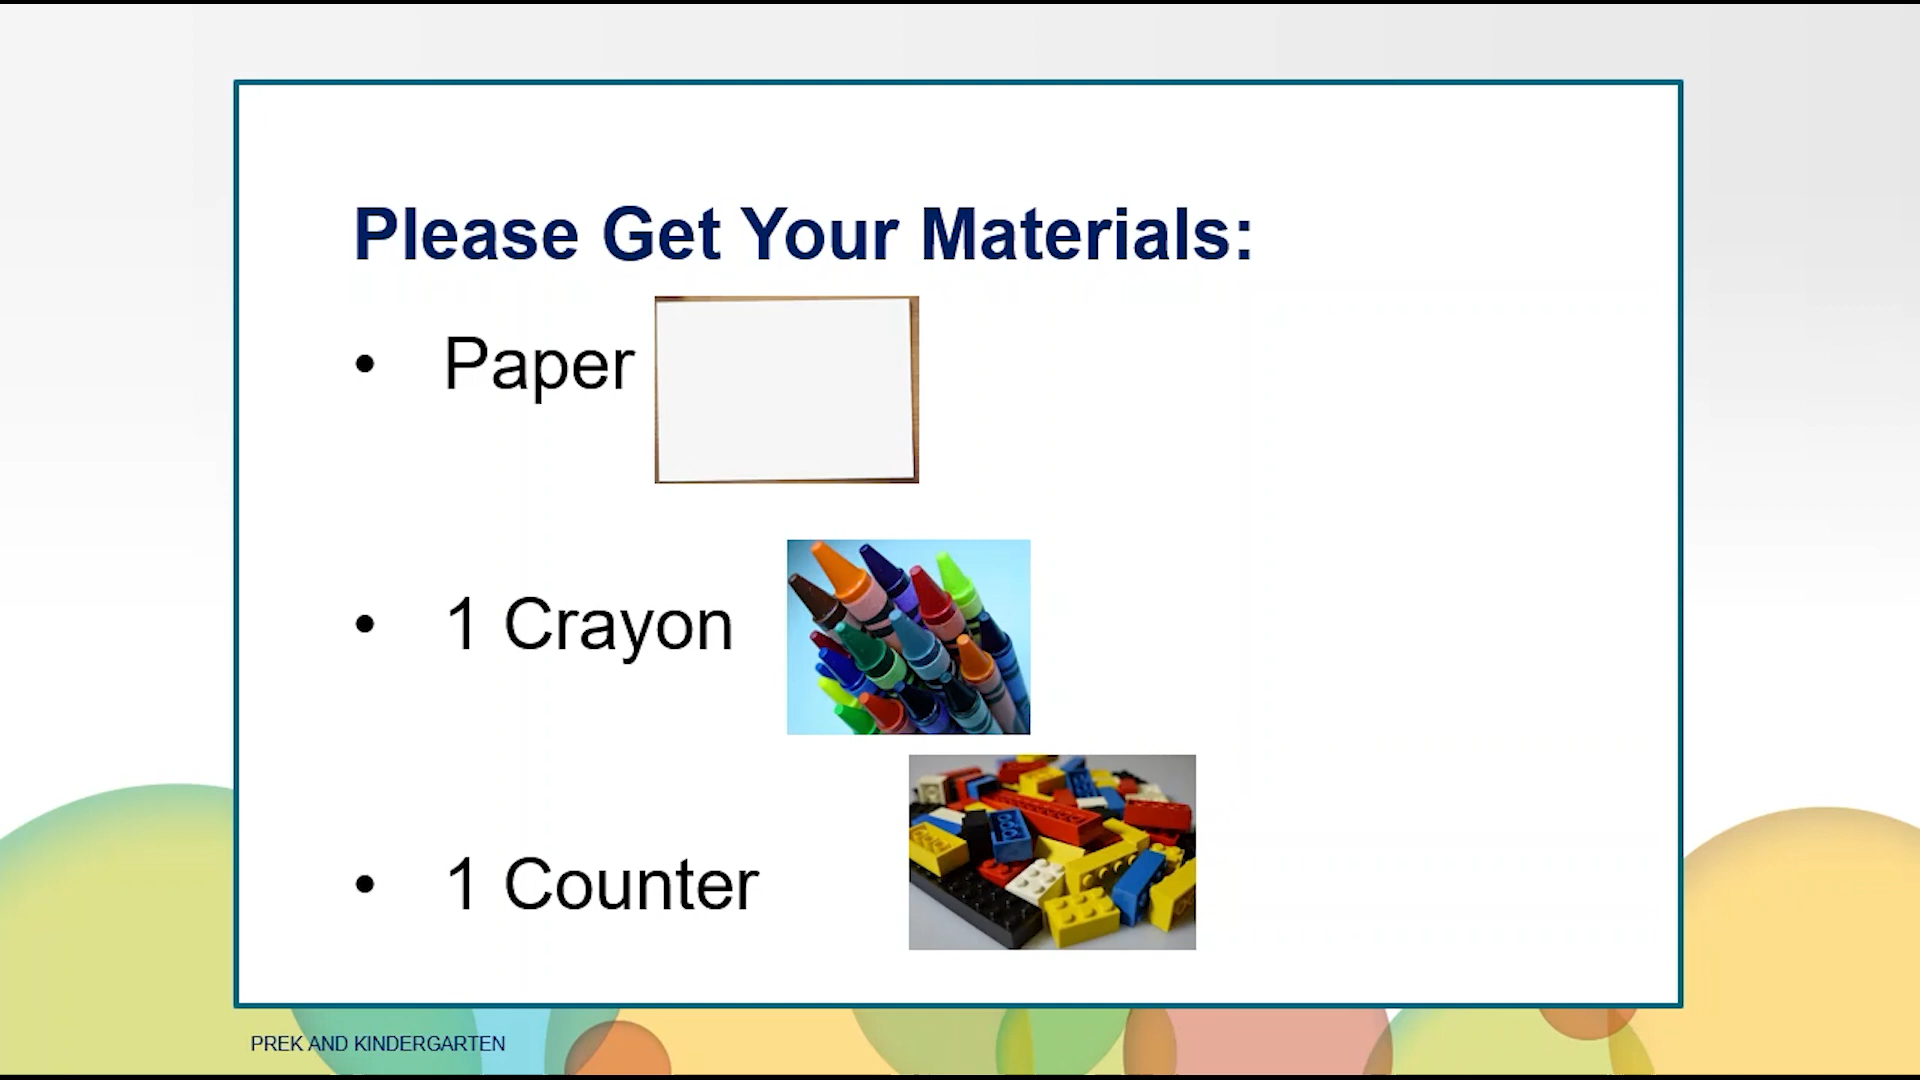 Please Get Your Materials:
• Paper
• 1 Crayon
• 1 Counter
PREK AND KINDERGARTEN